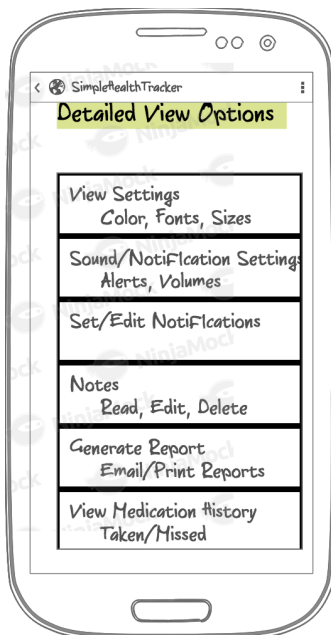 SimpleHealthTracker
Detailed View Options
View Settings
Color, Fonts, Sizes
Sound/Notification Settings
Alerts, Volumes
Set/Edit Notifications
Notes
Read, Edit, Delete
Generate Report
Email/Print Reports
View Medication History
Taken/Missed
NinjaMock